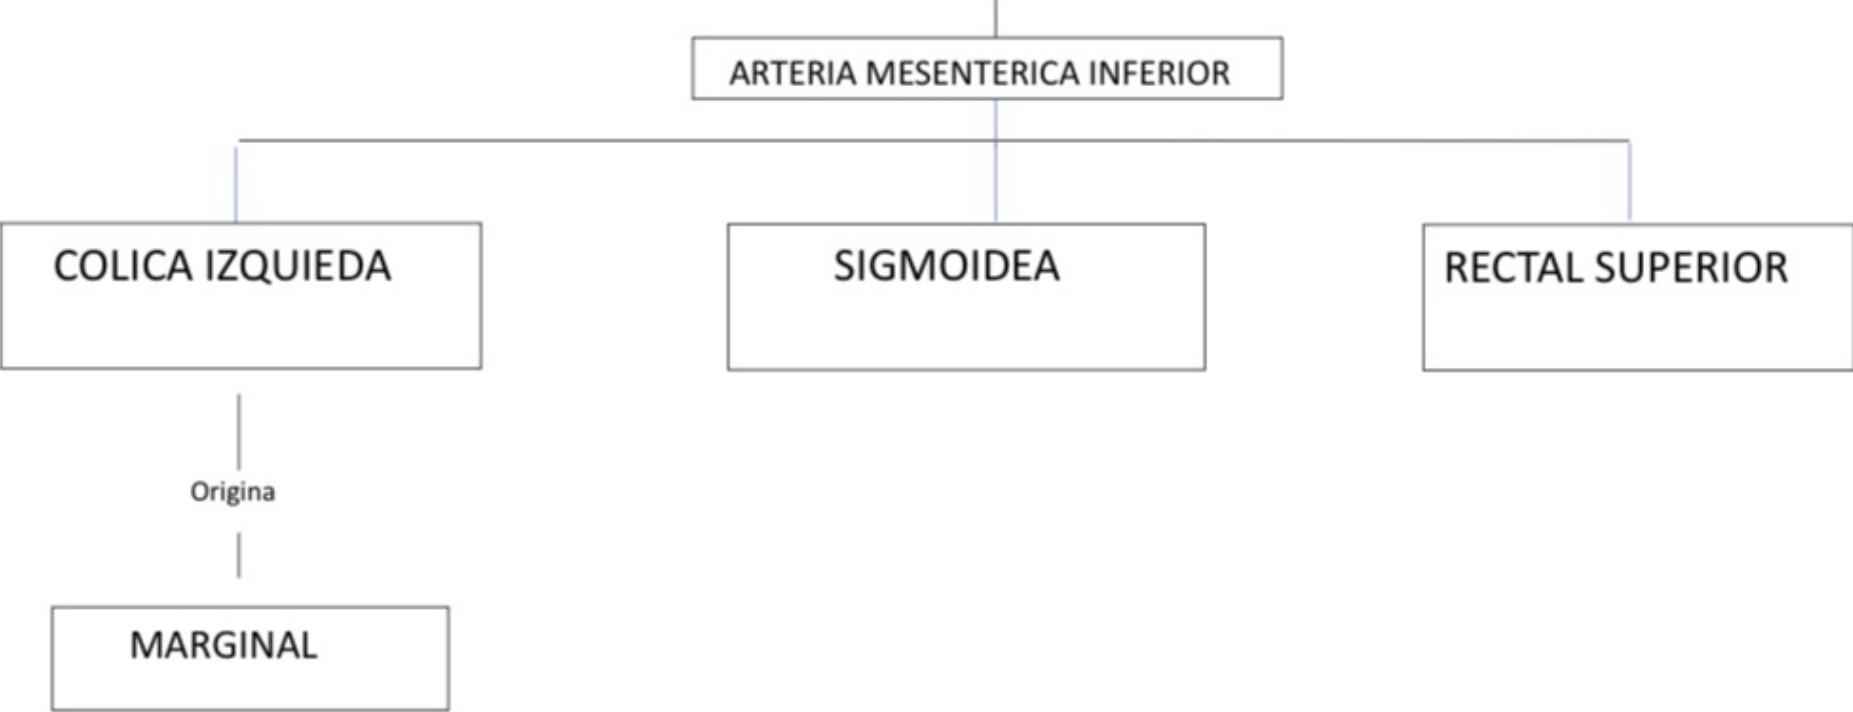 ARTERIA MESENTERICA INFERIOR
COLICA IZQUIEDA
SIGMOIDEA
RECTAL SUPERIOR
Origina
MARGINAL